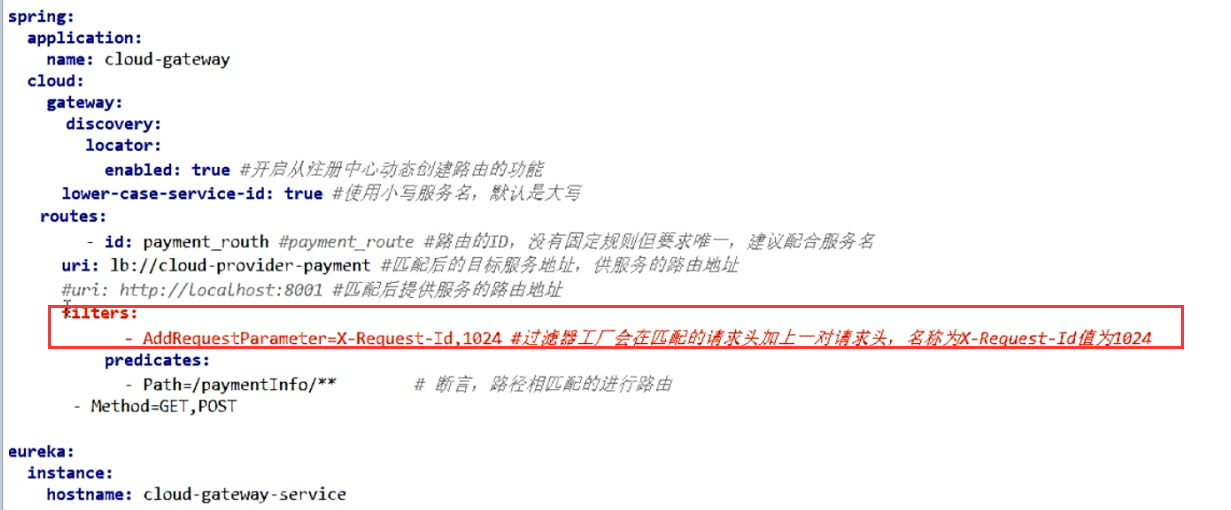 spring:
application:
name: cloud-gateway
cloud:
gateway:
discovery:
locator:
enabled: true #开启从注册中心动态创建路由的功能
lower-case-service-id: true #使用小写服务名，默认是大写
routes:
- id: payment_routh #payment_route #路由的ID，没有固定规则但要求唯一，建议配合服务名
uri: lb://cloud-provider-payment #匹配后的目标服务地址，供服务的路由地址
#uri: http://localhost:8001 #匹配后提供服务的路由地址
filters:
- AddRequestParameter=X-Request-Id,1024 #过滤器工厂会在匹配的请求头加上一对请求头，名称为X-Request-Id值为1024
predicates:
- Path=/paymentInfo/** # 断言，路径相匹配的进行路由
- Method=GET,POST
eureka:
instance:
hostname: cloud-gateway-service